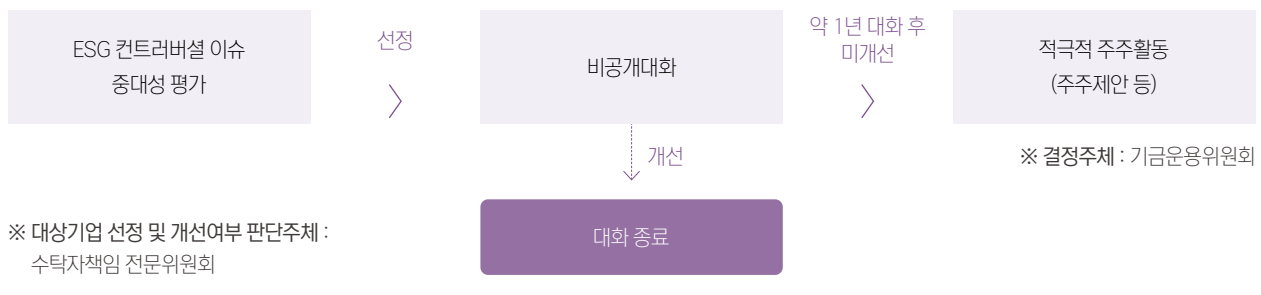 ESG 컨트러버셜 이슈
중대성 평가
선정
비공개대화
약 1년 대화 후
미개선
적극적 주주활동
(주주제안 등)
개선
※ 결정주체 : 기금운용위원회
대화 종료
※ 대상기업 선정 및 개선여부 판단주체 :
수탁자책임 전문위원회